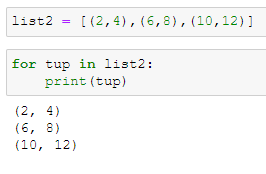 list2 = [(2,4),(6,8),(10,12)]
for tup in list2:
    print(tup)
(2, 4)
(6, 8)
(10, 12)